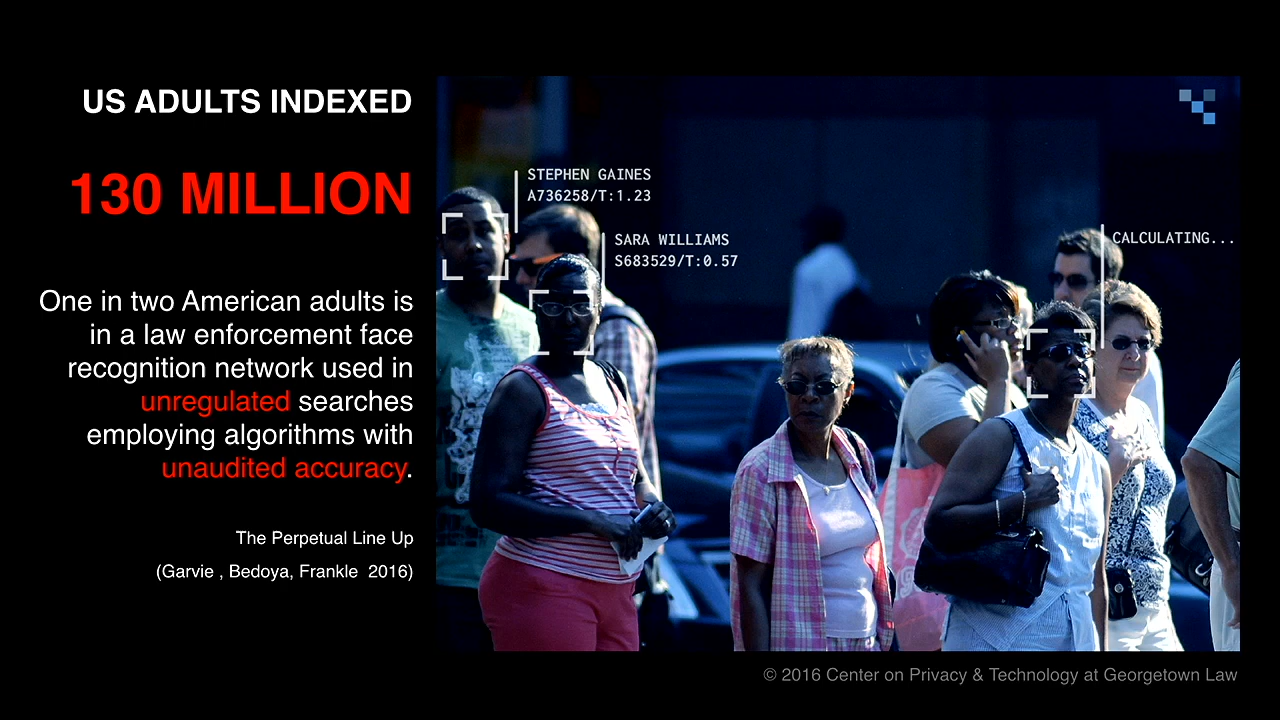 US ADULTS INDEXED
130 MILLION
One in two American adults is
in a law enforcement face
recognition network used in
unregulated searches
employing algorithms with
unaudited accuracy.
The Perpetual Line Up
(Garvie , Bedoya, Frankle 2016)
STEPHEN GAINES
A736258/T:1.23
SARA WILLIAMS
S683529/T:0.57
CALCULATING...
© 2016 Center on Privacy & Technology at Georgetown Law